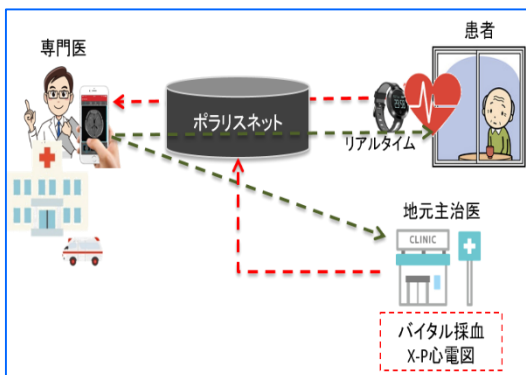 専門医
患者
ポラリスネット
リアルタイム
地元主治医
CLINIC
バイタル採血
X-P心電図